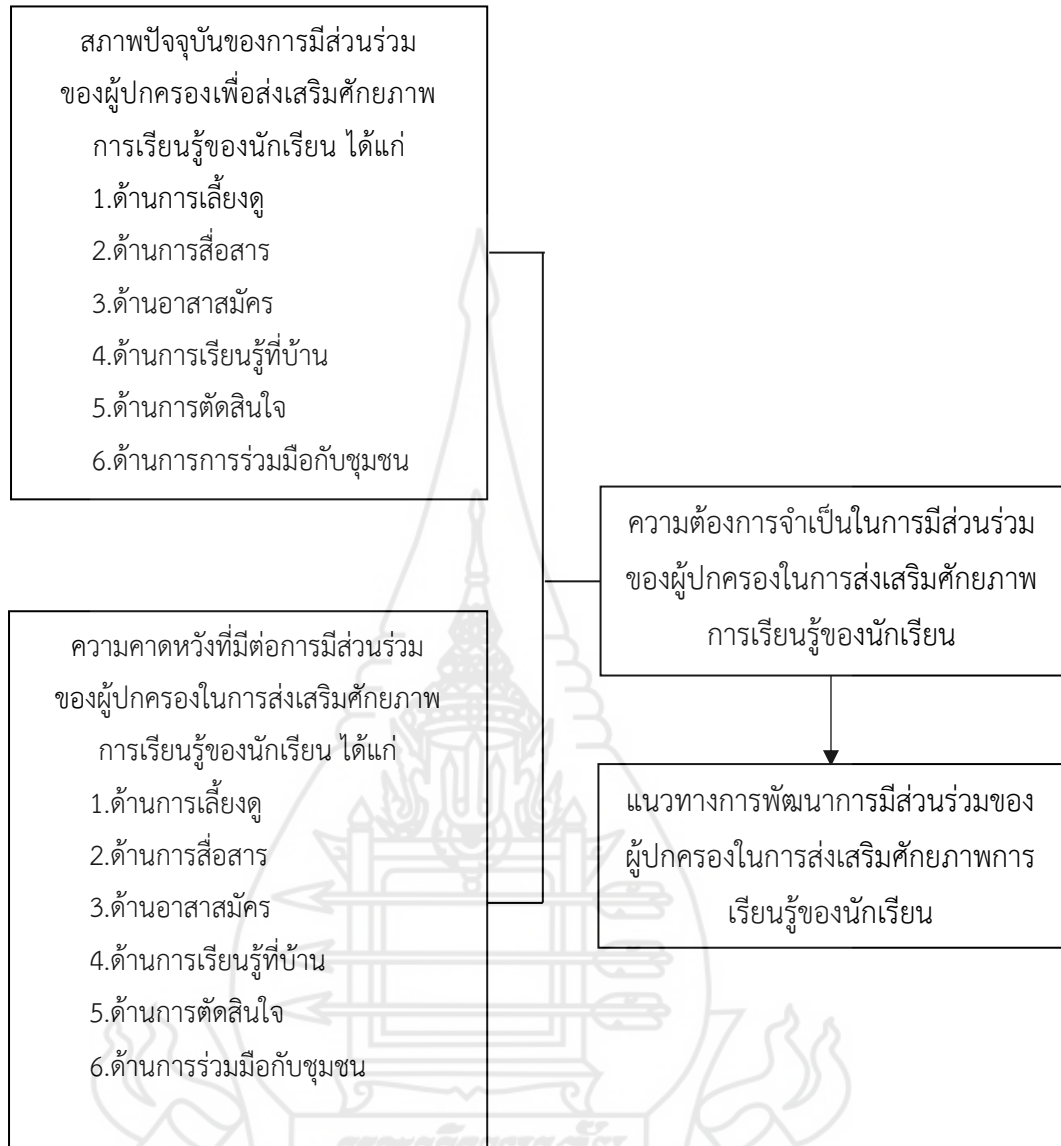 สภาพปัจจุบันของการมีส่วนร่วม
ของผู้ปกครองเพื่อส่งเสริมศักยภาพ
การเรียนรู้ของนักเรียน ได้แก่
1.ด้านการเลี้ยงดู
2.ด้านการสื่อสาร
3.ด้านอาสาสมัคร
4.ด้านการเรียนรู้ที่บ้าน
5.ด้านการตัดสินใจ
6.ด้านการการร่วมมือกับชุมชน
ความคาดหวังที่มีต่อการมีส่วนร่วม
ของผู้ปกครองในการส่งเสริมศักยภาพ
การเรียนรู้ของนักเรียน ได้แก่
1.ด้านการเลี้ยงดู
2.ด้านการสื่อสาร
3.ด้านอาสาสมัคร
4.ด้านการเรียนรู้ที่บ้าน
5.ด้านการตัดสินใจ
6.ด้านการร่วมมือกับชุมชน
ความต้องการจำเป็นในการมีส่วนร่วม
ของผู้ปกครองในการส่งเสริมศักยภาพ
การเรียนรู้ของนักเรียน
แนวทางการพัฒนาการมีส่วนร่วมของ
ผู้ปกครองในการส่งเสริมศักยภาพการ
เรียนรู้ของนักเรียน